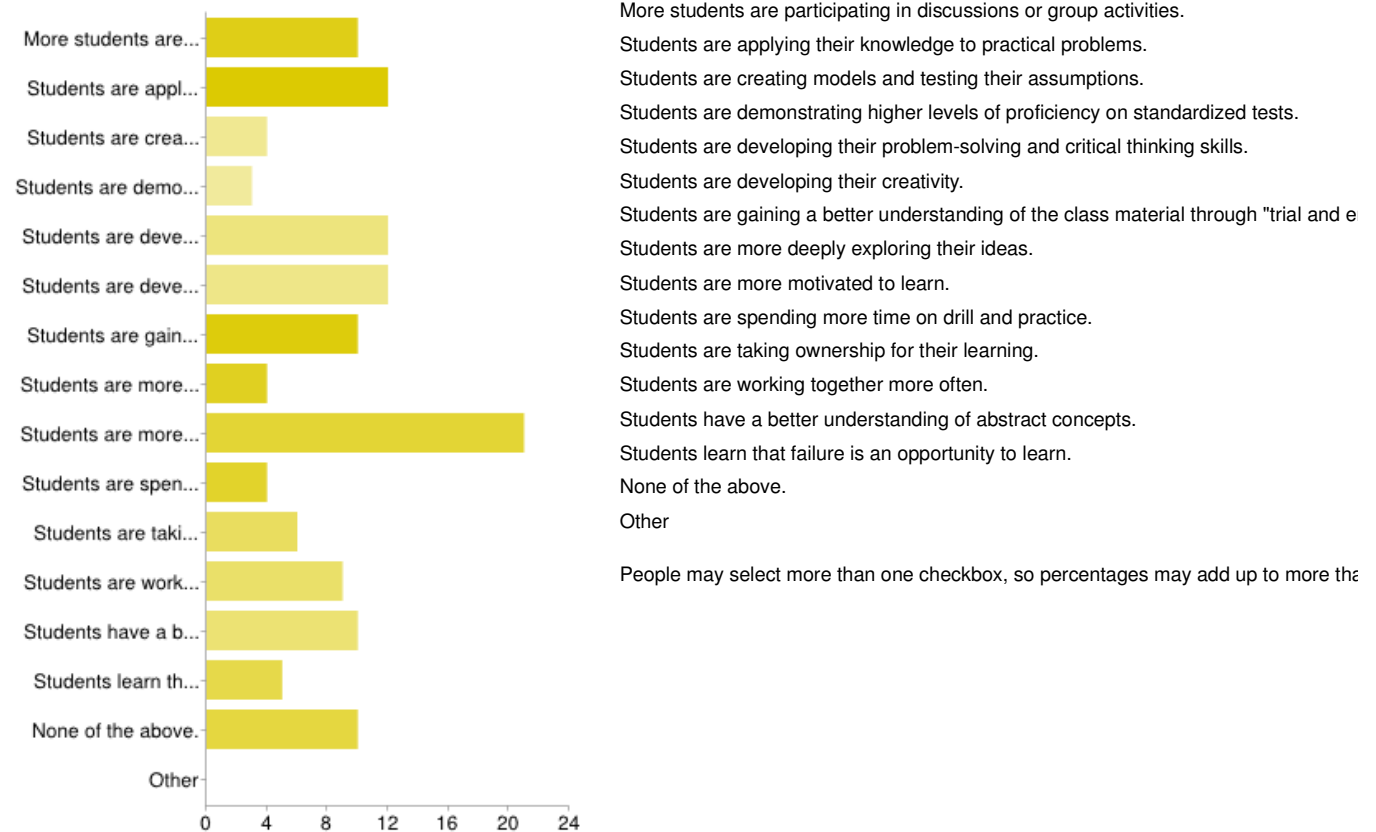 More students are...
Students are appl...
Students are crea...
Students are demo...
Students are deve...
Students are deve...
Students are gain...
Students are more...
Students are more...
Students are spen...
Students are taki...
Students are work...
Students have a b...
Students learn th...
None of the above.
Other
0 4 8 12 16 20 24
More students are participating in discussions or group activities.
Students are applying their knowledge to practical problems.
Students are creating models and testing their assumptions.
Students are demonstrating higher levels of proficiency on standardized tests.
Students are developing their problem-solving and critical thinking skills.
Students are developing their creativity.
Students are gaining a better understanding of the class material through "trial and e
Students are more deeply exploring their ideas.
Students are more motivated to learn.
Students are spending more time on drill and practice.
Students are taking ownership for their learning.
Students are working together more often.
Students have a better understanding of abstract concepts.
Students learn that failure is an opportunity to learn.
None of the above.
Other
People may select more than one checkbox, so percentages may add up to more tha